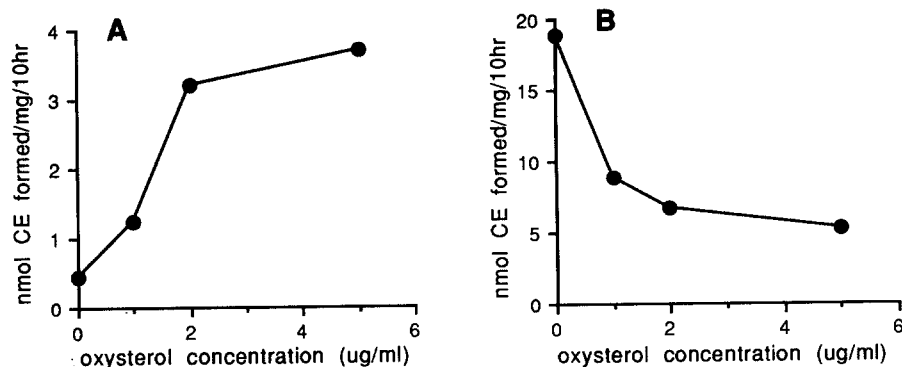 A
nmol CE formed/mg/10hr
4
3
2
1
0
0 2 4 6
oxysterol concentration (ug/ml)
B
nmol CE formed/mg/10hr
20
15
10
5
0
0 2 4 6
oxysterol concentration (ug/ml)